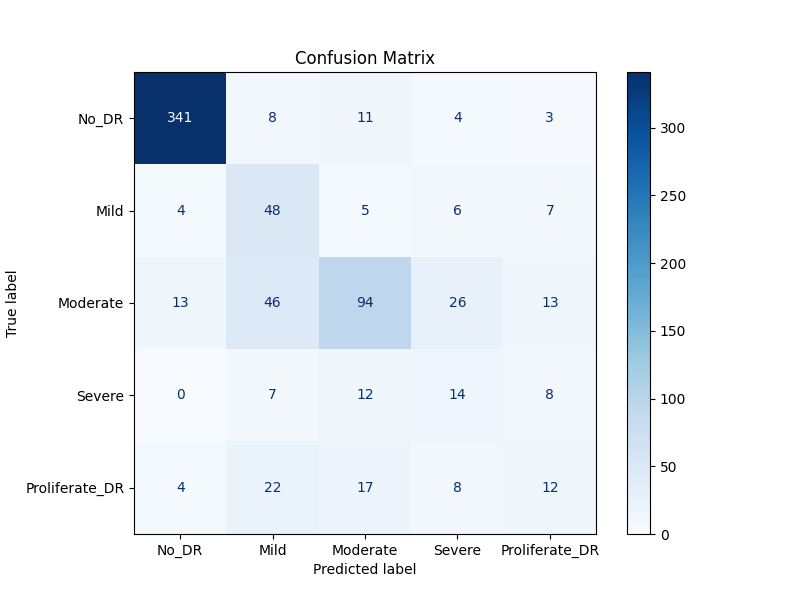 Confusion Matrix
True label
No_DR 341 8 11 4 3
Mild 4 48 5 6 7
Moderate 13 46 94 26 13
Severe 0 7 12 14 8
Proliferate_DR 4 22 17 8 12
No_DR Mild Moderate Severe Proliferate_DR
Predicted label
300
250
200
150
100
50
0